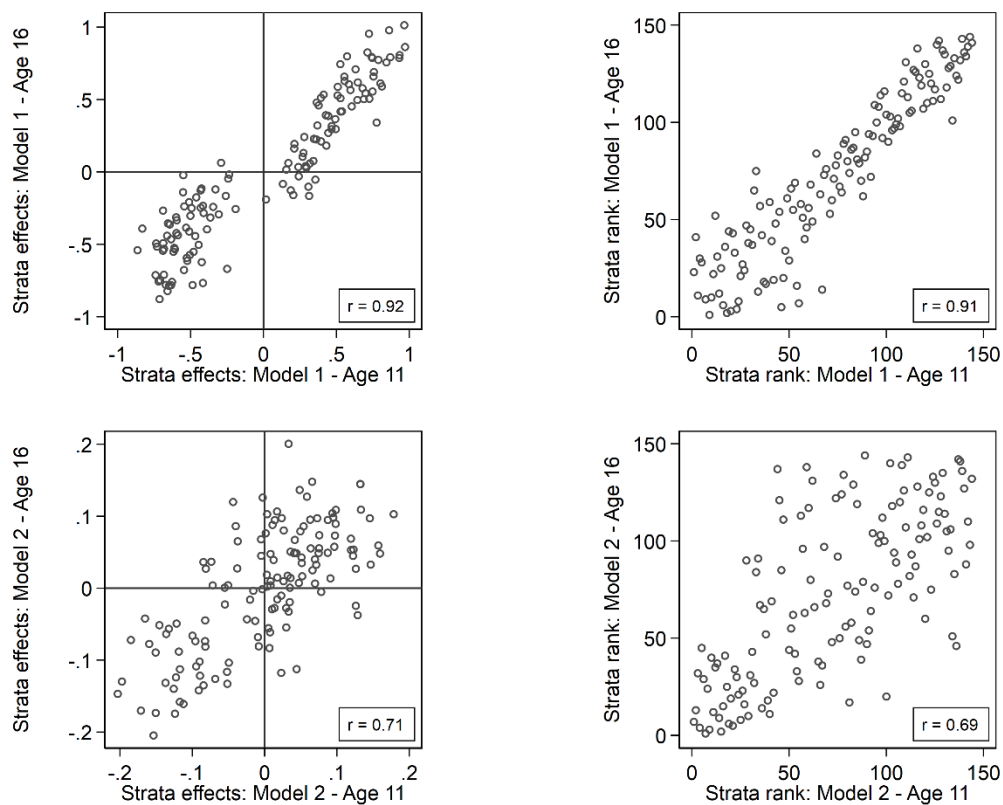 Strata effects: Model 1 - Age 16
1
.5
0
-.5
-1
r = 0.92
-1 -.5 0 .5 1
Strata effects: Model 1 - Age 11
Strata rank: Model 1 - Age 16
150
100
50
0
r = 0.91
0 50 100 150
Strata rank: Model 1 - Age 11
Strata effects: Model 2 - Age 16
.2
.1
0
-.1
-.2
r = 0.71
-.2 -.1 0 .1 .2
Strata effects: Model 2 - Age 11
Strata rank: Model 2 - Age 16
150
100
50
0
r = 0.69
0 50 100 150
Strata rank: Model 2 - Age 11